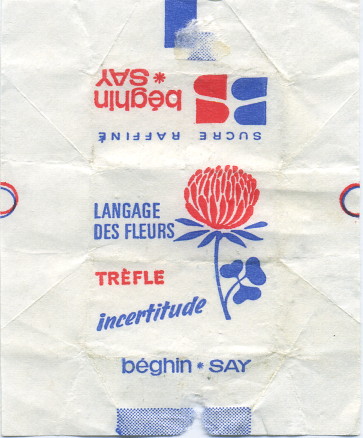 béghin
* SAY
SUCRE RAFFINÉ
LANGAGE
DES FLEURS
TRÈFLE
incertitude
béghin * SAY